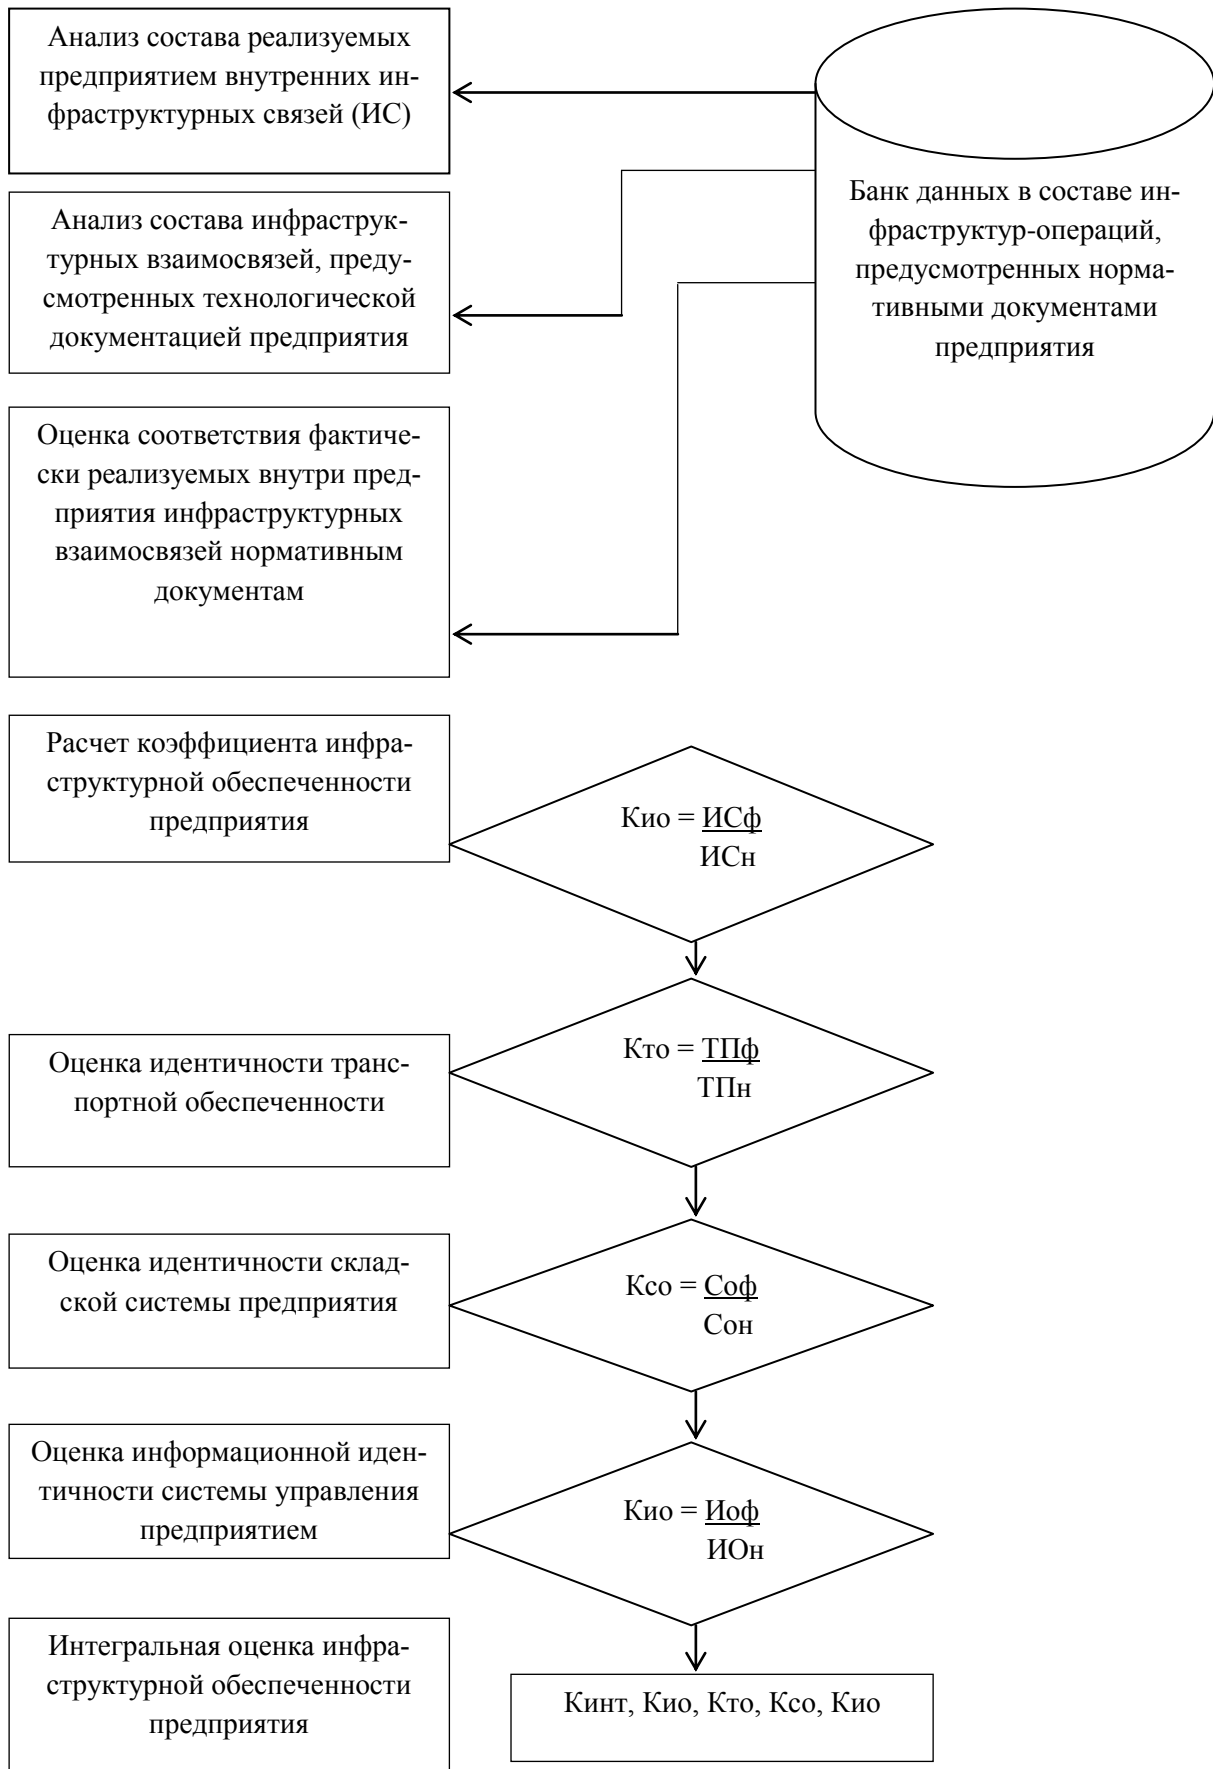 Анализ состава реализуемых
предприятием внутренних ин-
фраструктурных связей (ИС)
Банк данных в составе ин-
фраструктур-операций,
предусмотренных норма-
тивными документами
предприятия
Анализ состава инфраструк-
турных взаимосвязей, преду-
смотренных технологической
документацией предприятия
Оценка соответствия фактиче-
ски реализуемых внутри пред-
приятия инфраструктурных
взаимосвязей нормативным
документам
Расчет коэффициента инфра-
структурной обеспеченности
предприятия
Кио = ИСф
ИСн
Оценка идентичности транс-
портной обеспеченности
Кто = ТПф
ТПн
Оценка идентичности склад-
ской системы предприятия
Ксо = Соф
Сон
Оценка информационной иден-
тичности системы управления
предприятием
Кио = Иоф
ИОн
Интегральная оценка инфра-
структурной обеспеченности
предприятия
Кинт, Кио, Кто, Ксо, Кио